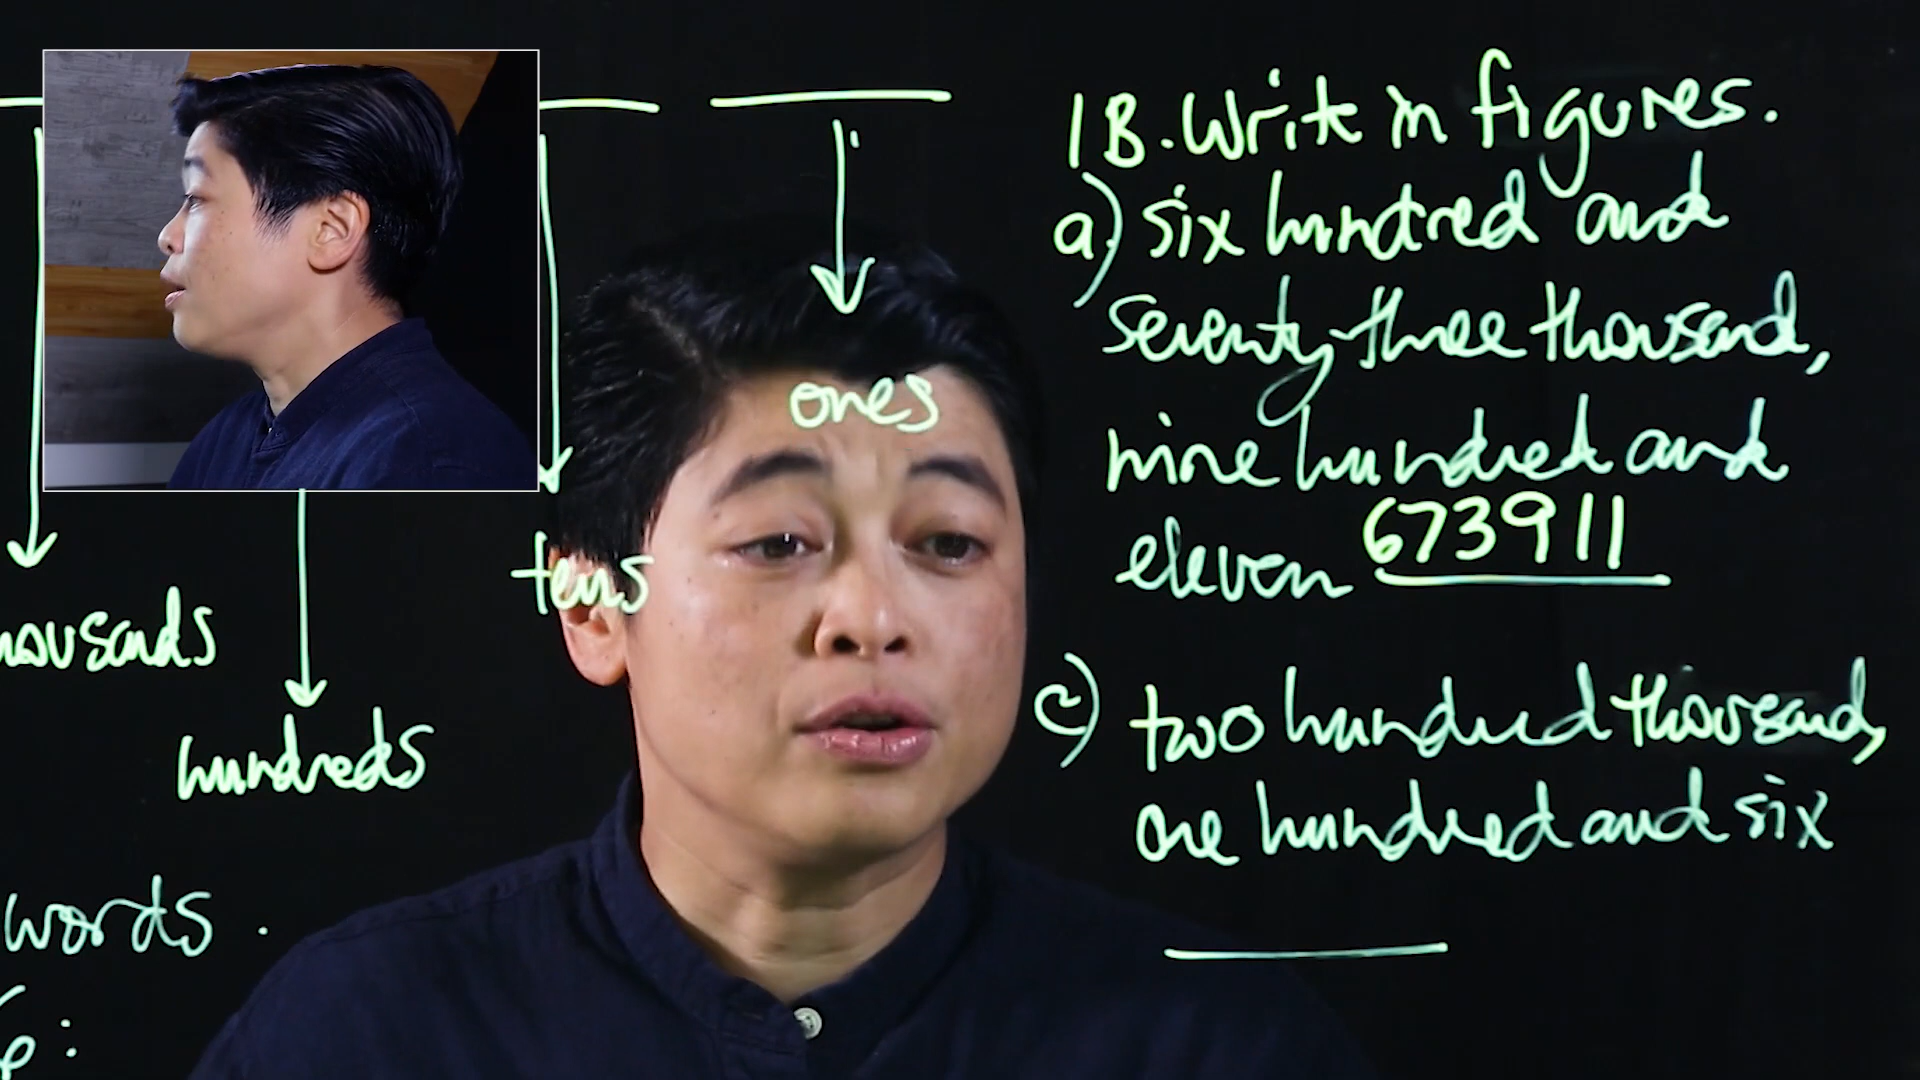 ones
tens
hundreds
words.
1B. Write in figures.
a) six hundred and
seventy-three thousand,
nine hundred and
eleven 673911
c) two hundred thousand,
one hundred and six